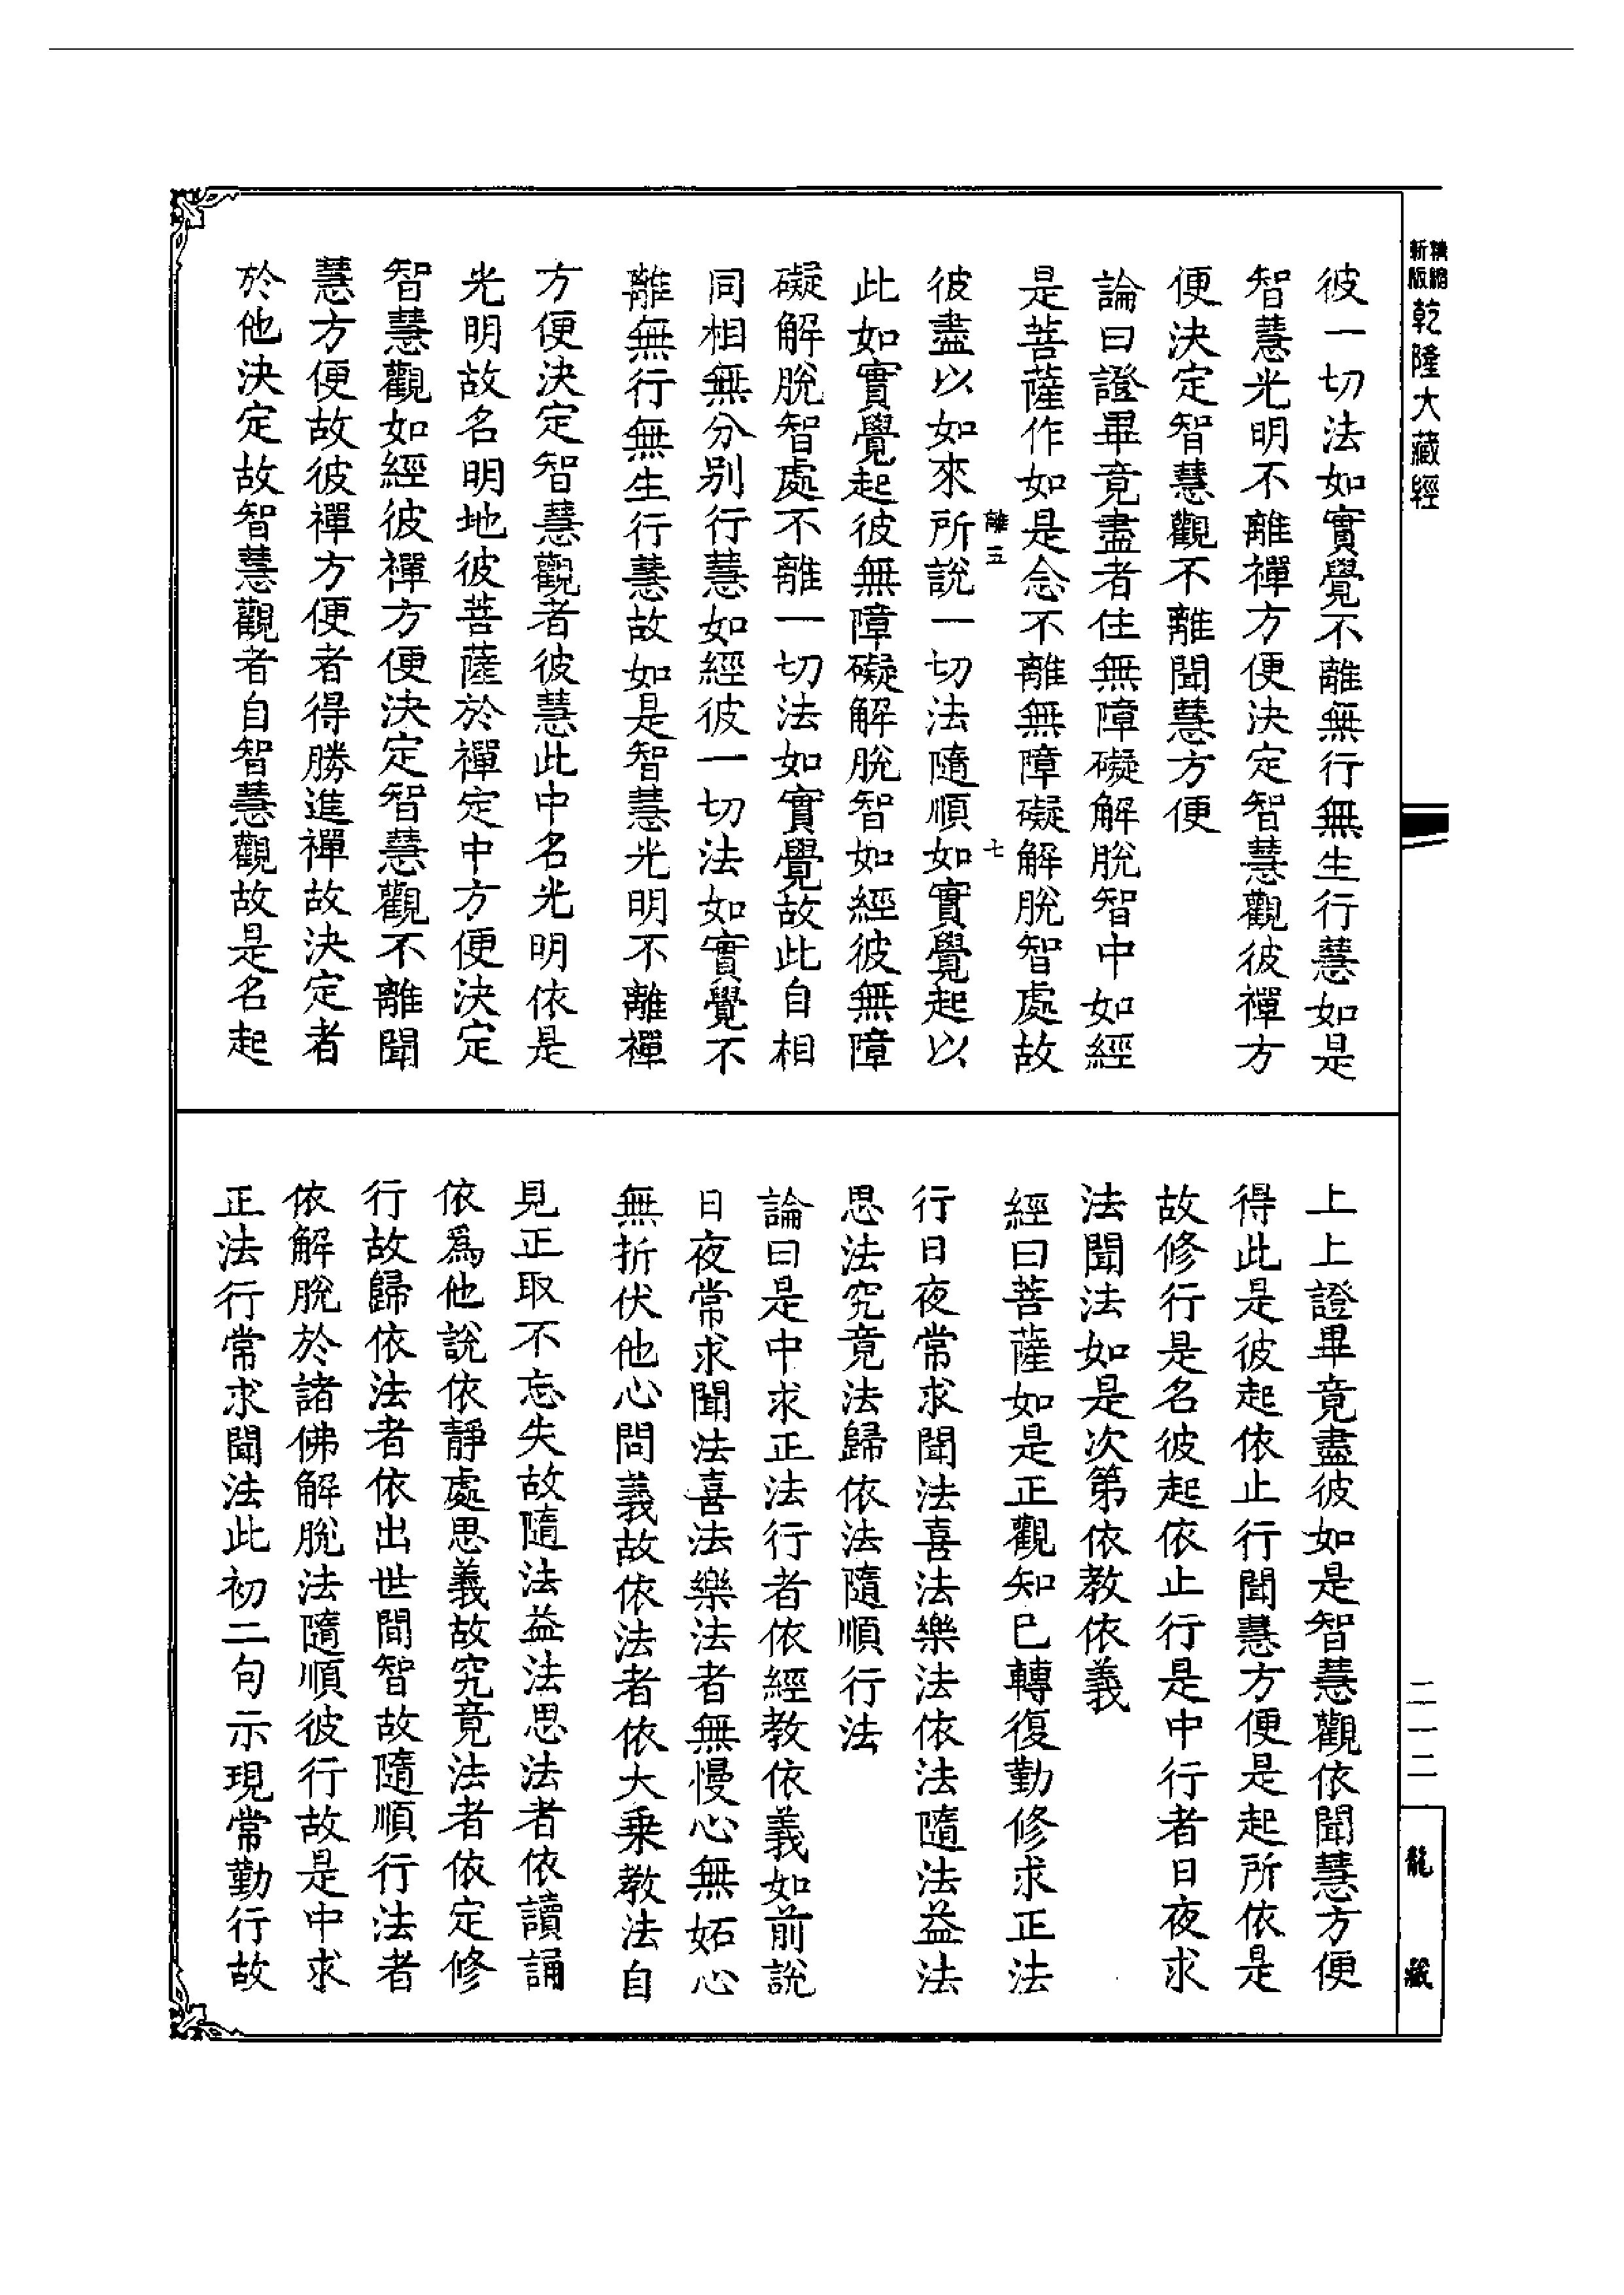 精縮
新版
乾隆大藏經
彼一切法如實覺不離無行無生行慧如是
智慧光明不離禪方便決定智慧觀彼禪方
便決定智慧觀不離聞慧方便
論曰證畢竟盡者住無障礙解脫智中如經
是菩薩作如是念不離無障礙解脫智處故
離五
七
彼盡以如來所說一切法隨順如實覺起以
此如實覺起彼無障礙解脫智如經彼無障
礙解脫智處不離一切法如實覺故此自相
同相無分別行慧如經彼一切法如實覺不
離無行無生行慧故如是智慧光明不離禪
方便決定智慧觀者彼慧此中名光明依是
光明故名明地彼菩薩於禪定中方便決定
智慧觀如經彼禪方便決定智慧觀不離聞
慧方便故彼禪方便者得勝進禪故決定者
於他決定故智慧觀者自智慧觀故是名起
上上證畢竟盡彼如是智慧觀依聞慧方便
得此是彼起依止行聞慧方便是起所依是
故修行是名彼起依止行是中行者日夜求
法聞法如是次第依教依義
經曰菩薩如是正觀知已轉復勤修求正法
行日夜常求聞法喜法樂法依法隨法益法
思法究竟法歸依法隨順行法
論曰是中求正法行者依經教依義如前說
日夜常求聞法喜法樂法者無慢心無妬心
無折伏他心問義故依法者依大乘教法自
見正取不忘失故隨法益法思法者依讀誦
依爲他說依靜處思義故究竟法者依定修
行故歸依法者依出世間智故隨順行法者
依解脫於諸佛解脫法隨順彼行故是中求
正法行常求聞法此初二句示現常勤行故
二一二
龍藏